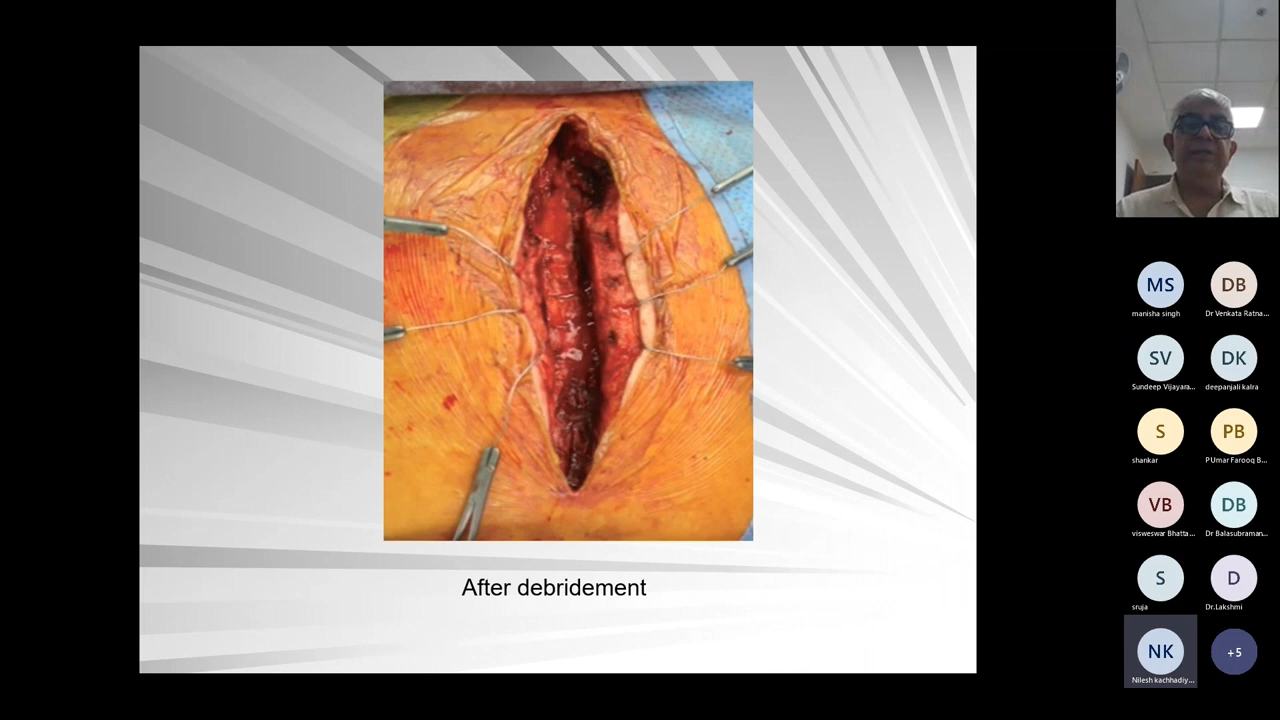 After debridement
MS
DB
manisha singh
Dr Venkata Ratna...
SV
DK
Sundeep Vijayara...
deepanjali kalra
S
PB
shankar
P Umar Farooq B...
VB
DB
visweswar Bhatta...
Dr Balasubraman...
S
D
sruja
Dr.Lakshmi
NK
+5
Nilesh kachhadiy...